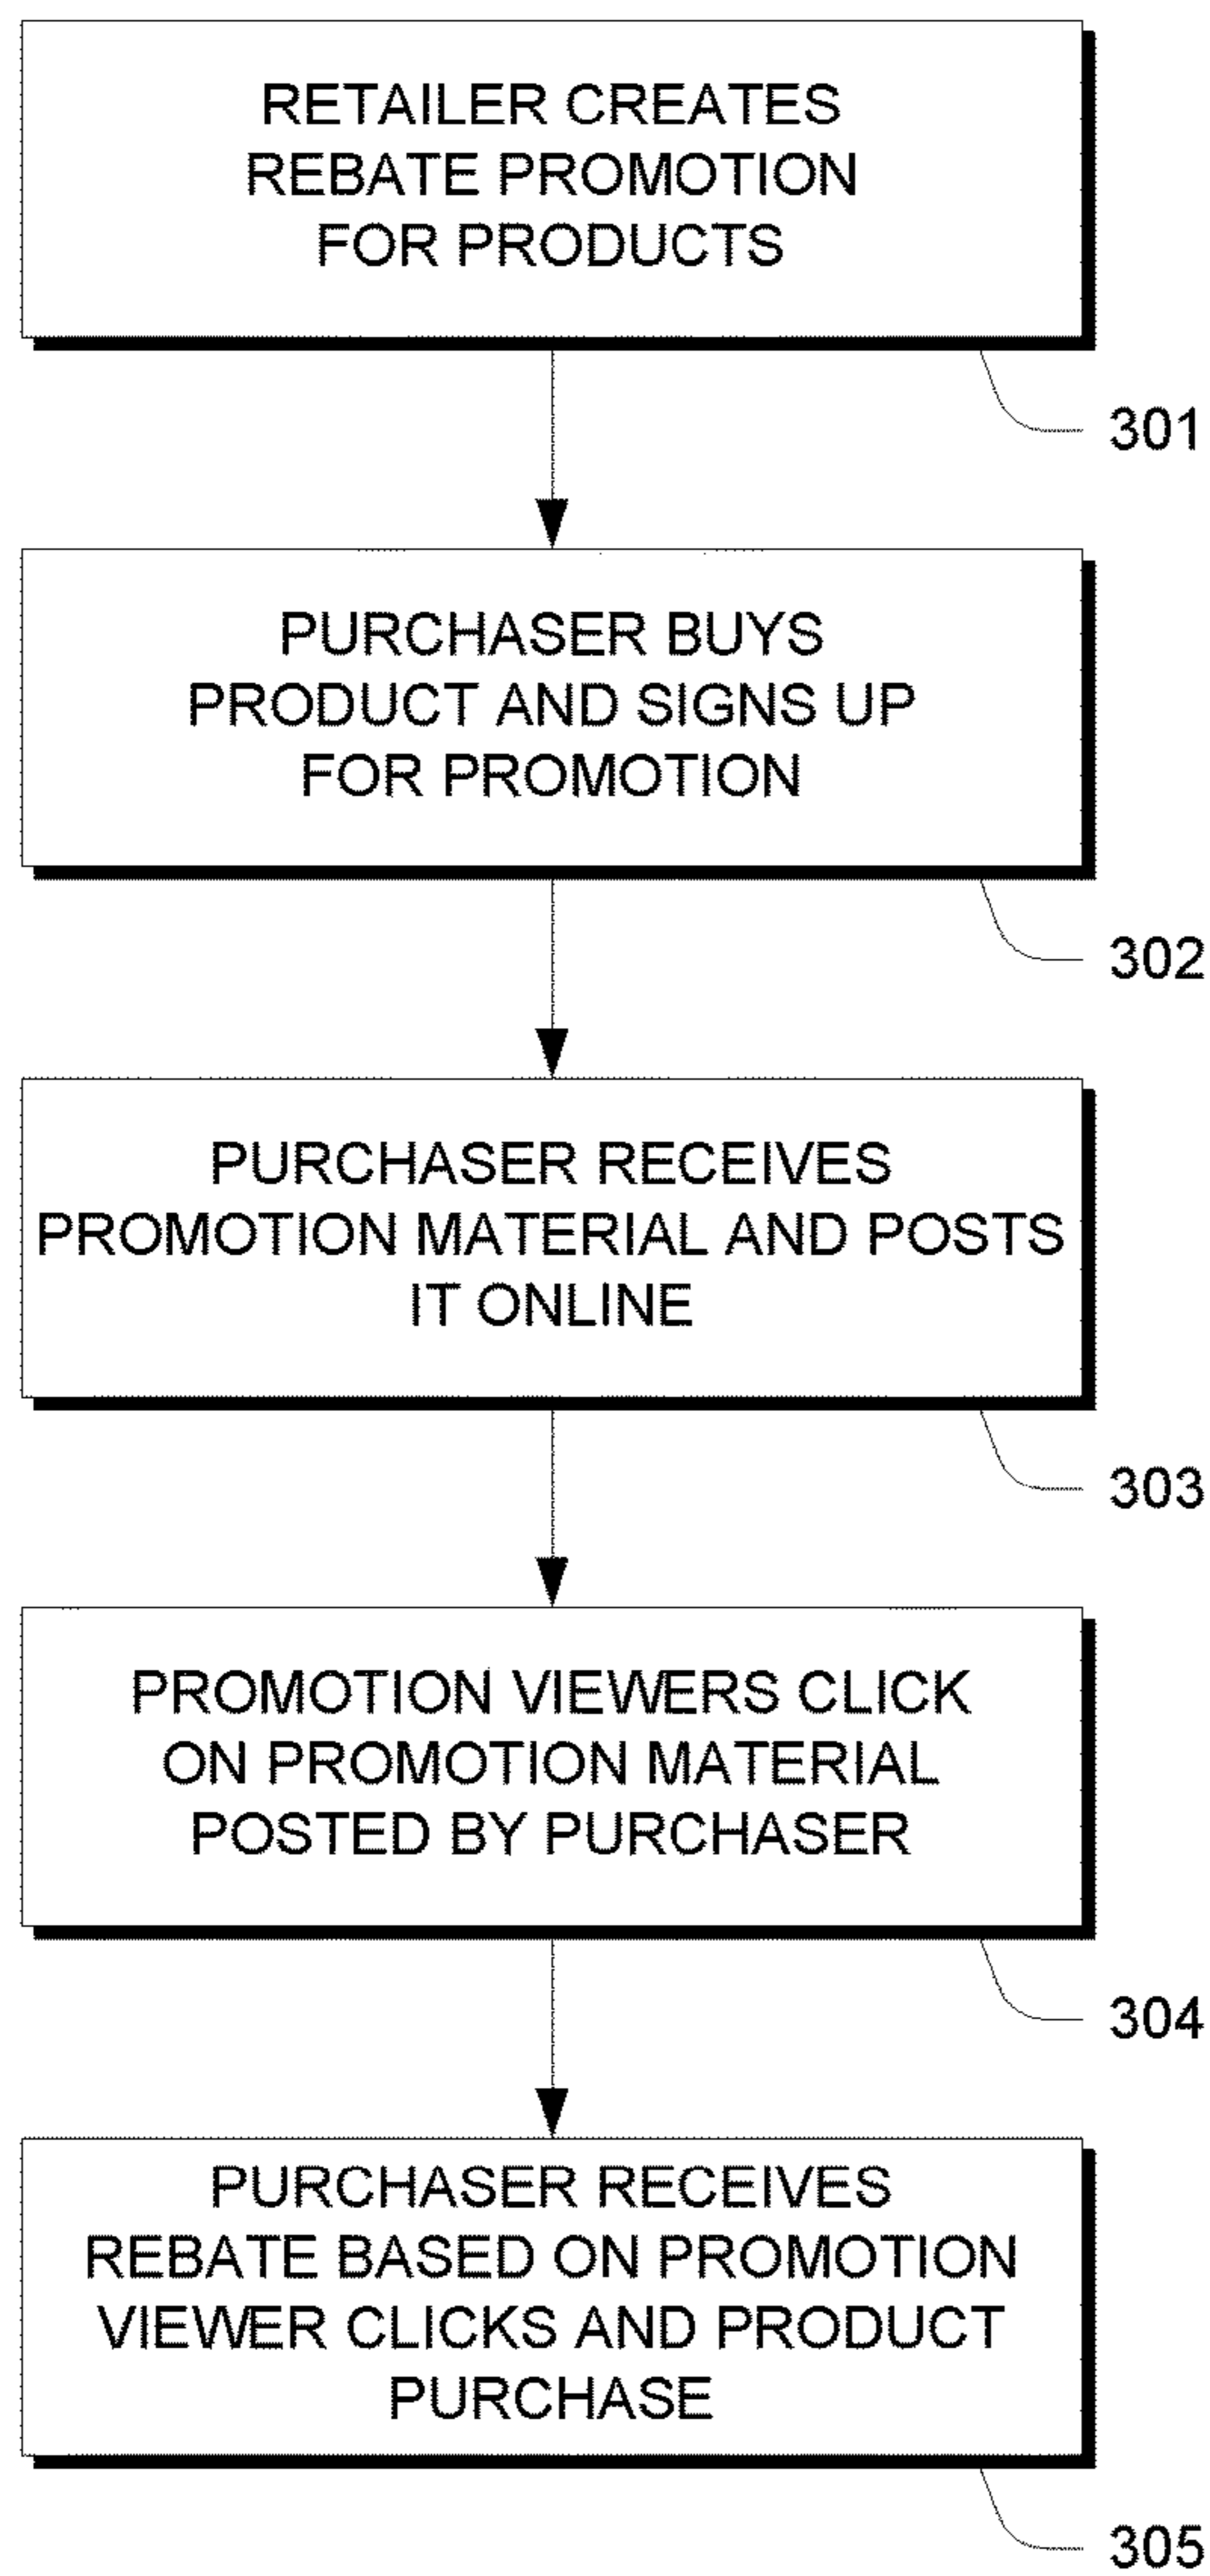 RETAILER CREATES
REBATE PROMOTION
FOR PRODUCTS
301
PURCHASER BUYS
PRODUCT AND SIGNS UP
FOR PROMOTION
302
PURCHASER RECEIVES
PROMOTION MATERIAL AND POSTS
IT ONLINE
303
PROMOTION VIEWERS CLICK
ON PROMOTION MATERIAL
POSTED BY PURCHASER
304
PURCHASER RECEIVES
REBATE BASED ON PROMOTION
VIEWER CLICKS AND PRODUCT
PURCHASE
305